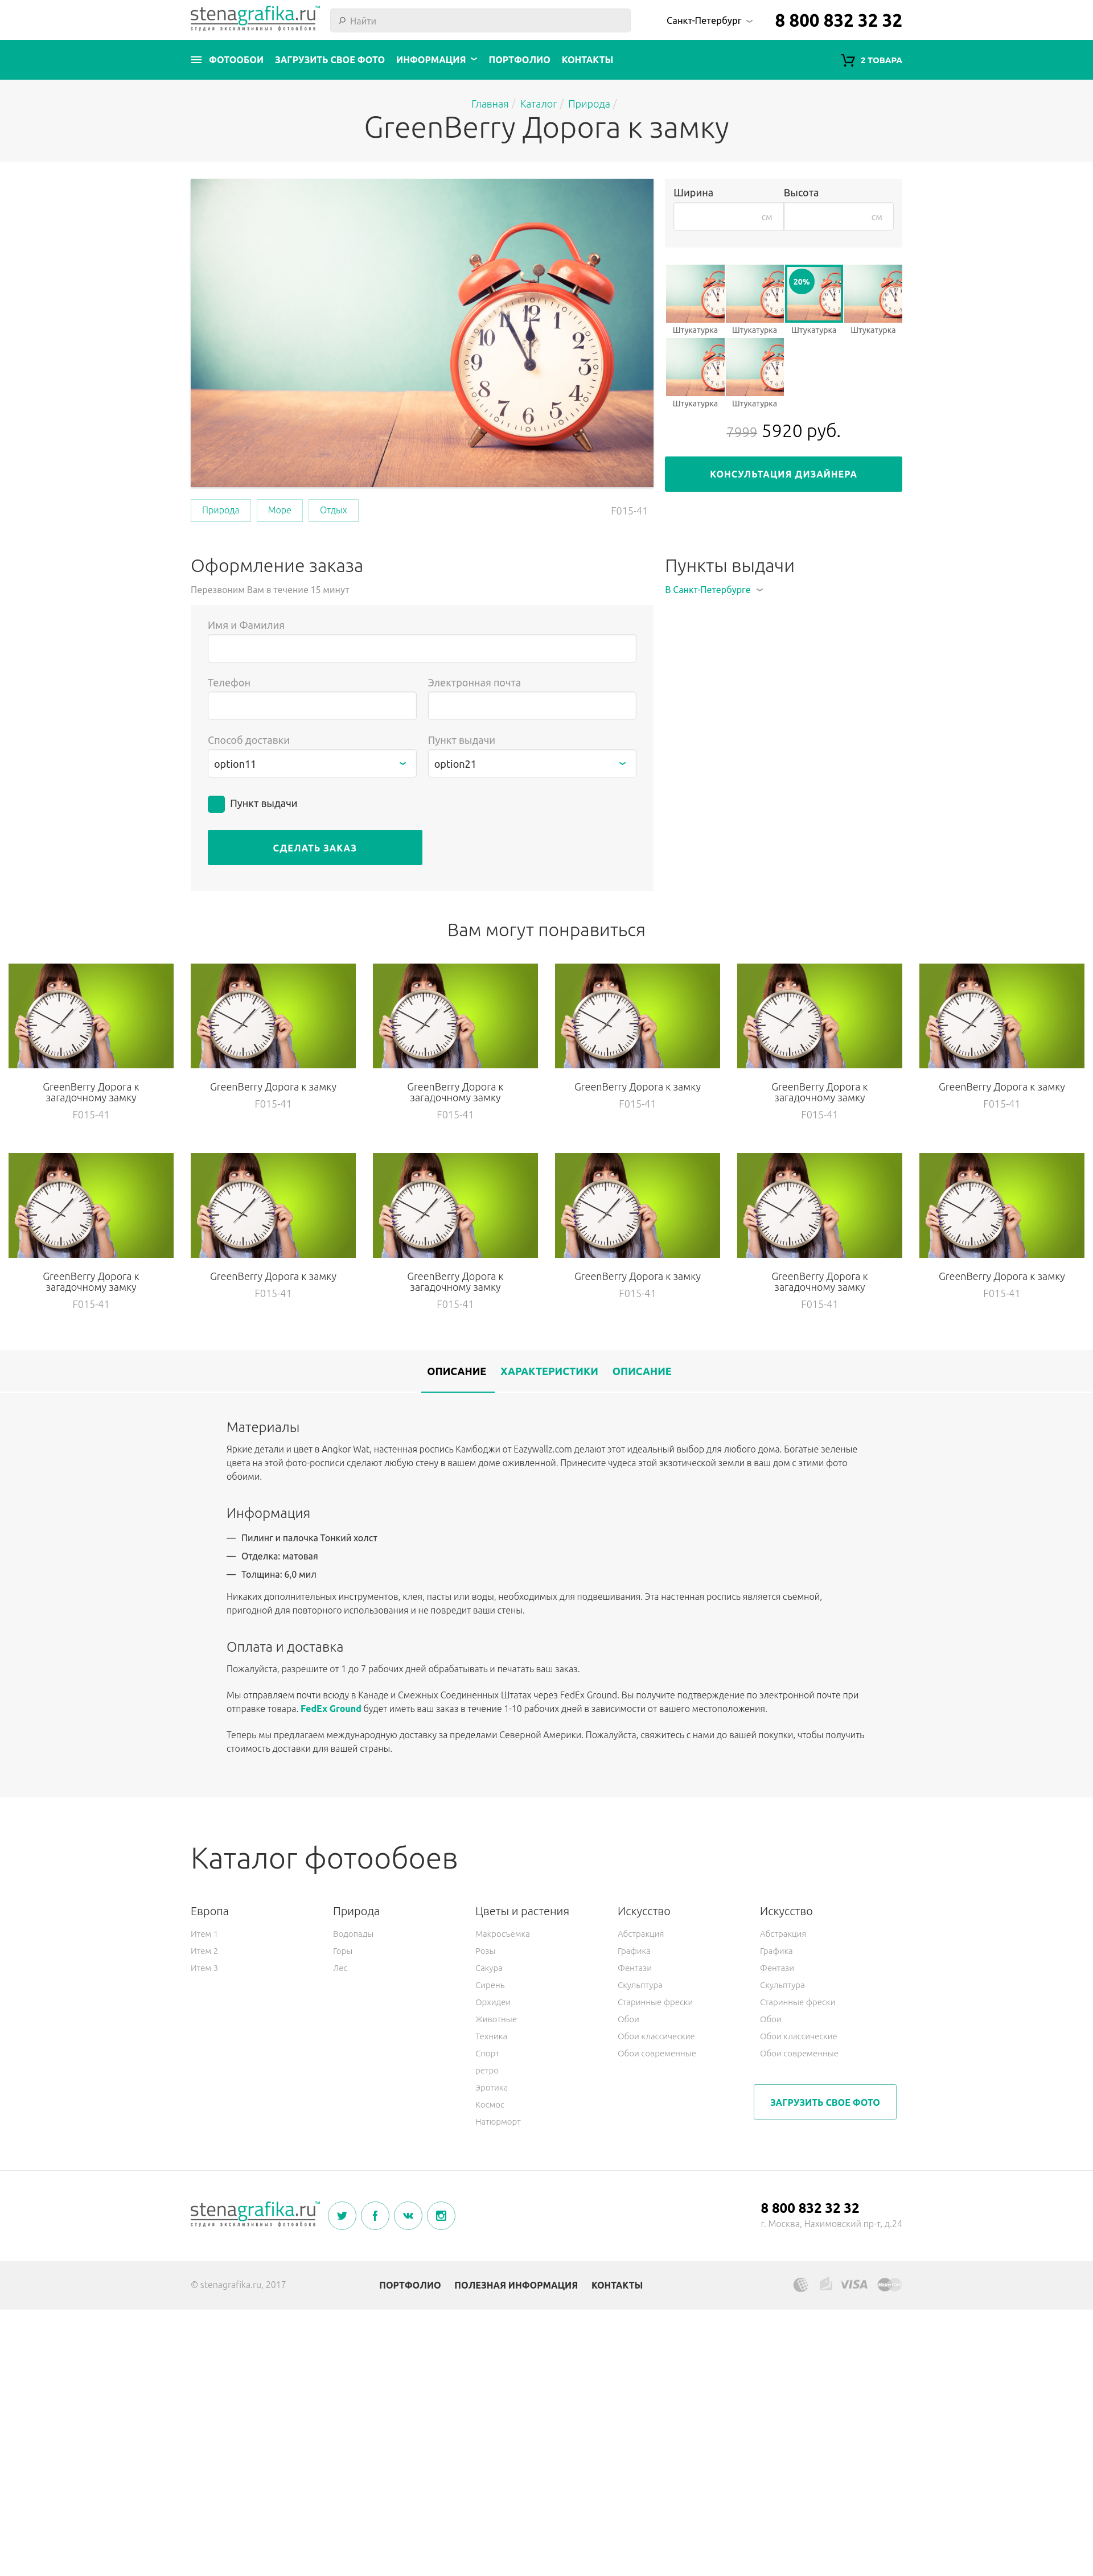 stenagrafika.ru™
студия эксклюзивных фотообоев
Найти
Санкт-Петербург
8 800 832 32 32
ФОТООБОИ ЗАГРУЗИТЬ СВОЕ ФОТО ИНФОРМАЦИЯ ПОРТФОЛИО КОНТАКТЫ
2 ТОВАРА
Главная / Каталог / Природа /
GreenBerry Дорога к замку
Ширина Высота
см см
20%
Штукатурка Штукатурка Штукатурка Штукатурка
Штукатурка Штукатурка
7999 5920 руб.
КОНСУЛЬТАЦИЯ ДИЗАЙНЕРА
Природа Море Отдых F015-41
Оформление заказа
Перезвоним Вам в течение 15 минут
Пункты выдачи
В Санкт-Петербурге
Имя и Фамилия
Телефон Электронная почта
Способ доставки Пункт выдачи
option11 option21
Пункт выдачи
СДЕЛАТЬ ЗАКАЗ
Вам могут понравиться
GreenBerry Дорога к загадочному замку
F015-41
GreenBerry Дорога к замку
F015-41
GreenBerry Дорога к загадочному замку
F015-41
GreenBerry Дорога к замку
F015-41
GreenBerry Дорога к загадочному замку
F015-41
GreenBerry Дорога к замку
F015-41
GreenBerry Дорога к загадочному замку
F015-41
GreenBerry Дорога к замку
F015-41
GreenBerry Дорога к загадочному замку
F015-41
GreenBerry Дорога к замку
F015-41
GreenBerry Дорога к загадочному замку
F015-41
GreenBerry Дорога к замку
F015-41
ОПИСАНИЕ ХАРАКТЕРИСТИКИ ОПИСАНИЕ
Материалы
Яркие детали и цвет в Angkor Wat, настенная роспись Камбоджи от Eazywallz.com делают этот идеальный выбор для любого дома. Богатые зеленые
цвета на этой фото-росписи сделают любую стену в вашем доме оживленной. Принесите чудеса этой экзотической земли в ваш дом с этими фото
обоими.
Информация
— Пилинг и палочка Тонкий холст
— Отделка: матовая
— Толщина: 6,0 мил
Никаких дополнительных инструментов, клея, пасты или воды, необходимых для подвешивания. Эта настенная роспись является съемной,
пригодной для повторного использования и не повредит ваши стены.
Оплата и доставка
Пожалуйста, разрешите от 1 до 7 рабочих дней обрабатывать и печатать ваш заказ.
Мы отправляем почти всюду в Канаде и Смежных Соединенных Штатах через FedEx Ground. Вы получите подтверждение по электронной почте при
отправке товара. FedEx Ground будет иметь ваш заказ в течение 1-10 рабочих дней в зависимости от вашего местоположения.
Теперь мы предлагаем международную доставку за пределами Северной Америки. Пожалуйста, свяжитесь с нами до вашей покупки, чтобы получить
стоимость доставки для вашей страны.
Каталог фотообоев
Европа
Итем 1
Итем 2
Итем 3
Природа
Водопады
Горы
Лес
Цветы и растения
Макросъемка
Розы
Сакура
Сирень
Орхидеи
Животные
Техника
Спорт
ретро
Эротика
Космос
Натюрморт
Искусство
Абстракция
Графика
Фентази
Скульптура
Старинные фрески
Обои
Обои классические
Обои современные
Искусство
Абстракция
Графика
Фентази
Скульптура
Старинные фрески
Обои
Обои классические
Обои современные
ЗАГРУЗИТЬ СВОЕ ФОТО
stenagrafika.ru™
студия эксклюзивных фотообоев
8 800 832 32 32
г. Москва, Нахимовский пр-т, д.24
© stenagrafika.ru, 2017
ПОРТФОЛИО ПОЛЕЗНАЯ ИНФОРМАЦИЯ КОНТАКТЫ
VISA